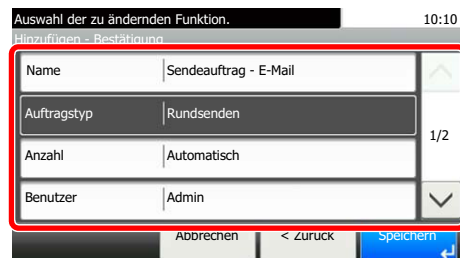 Auswahl der zu ändernden Funktion. 10:10
Hinzufügen - Bestätigung
Name Sendeauftrag - E-Mail
Auftragstyp Rundsenden
1/2
Anzahl Automatisch
Benutzer Admin
Abbrechen < Zurück Speichern